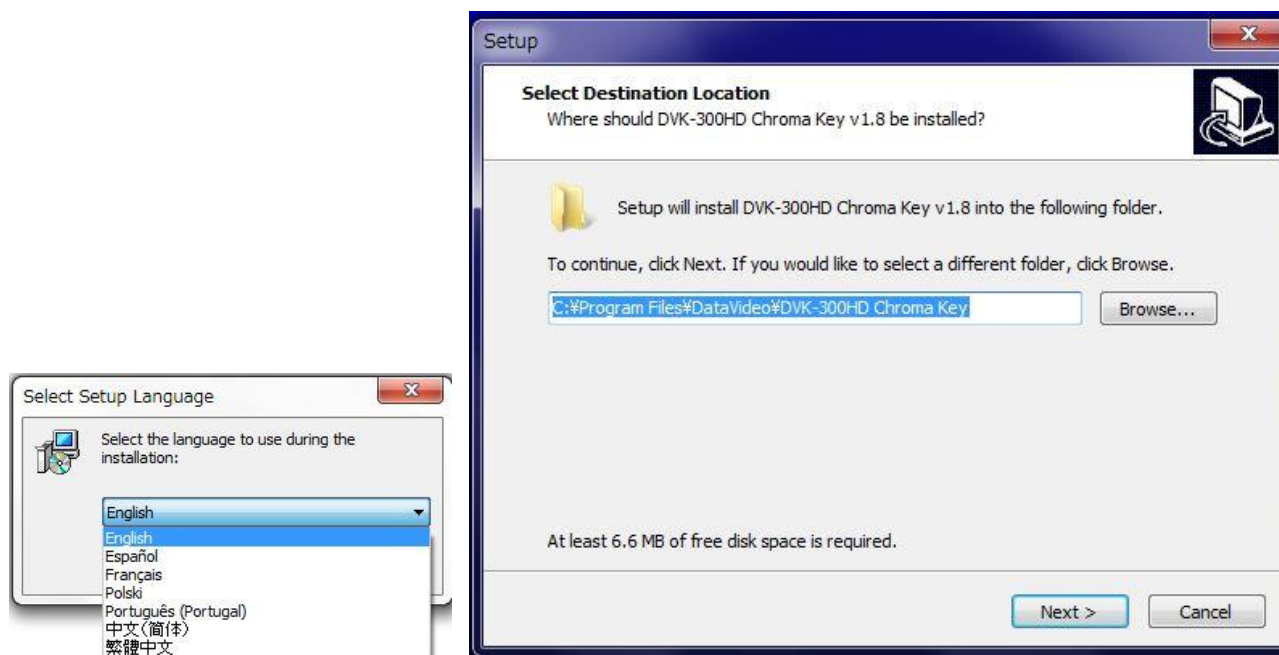 Select Setup Language
Select the language to use during the
installation:
English
English
Español
Français
Polski
Português (Portugal)
中文(简体)
繁體中文
Setup
Select Destination Location
Where should DVK-300HD Chroma Key v1.8 be installed?
Setup will install DVK-300HD Chroma Key v1.8 into the following folder.
To continue, click Next. If you would like to select a different folder, click Browse.
C:¥Program Files¥DataVideo¥DVK-300HD Chroma Key
Browse...
At least 6.6 MB of free disk space is required.
Next >
Cancel